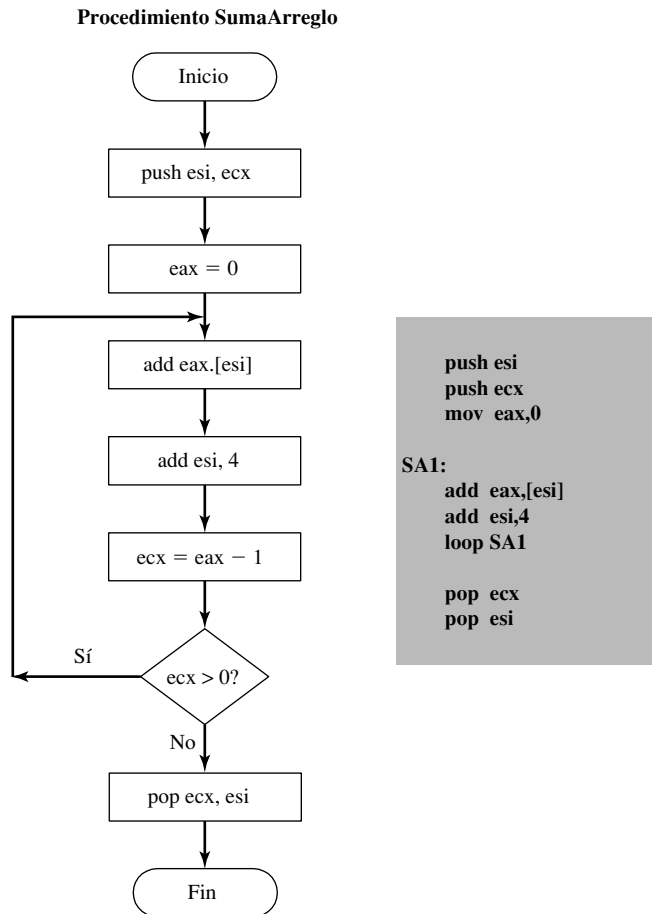 Procedimiento SumaArreglo
Inicio
push esi, ecx
eax = 0
add eax.[esi]
add esi, 4
ecx = eax − 1
ecx > 0?
Sí
No
pop ecx, esi
Fin
push esi
push ecx
mov eax,0
SA1:
add eax,[esi]
add esi,4
loop SA1
pop ecx
pop esi